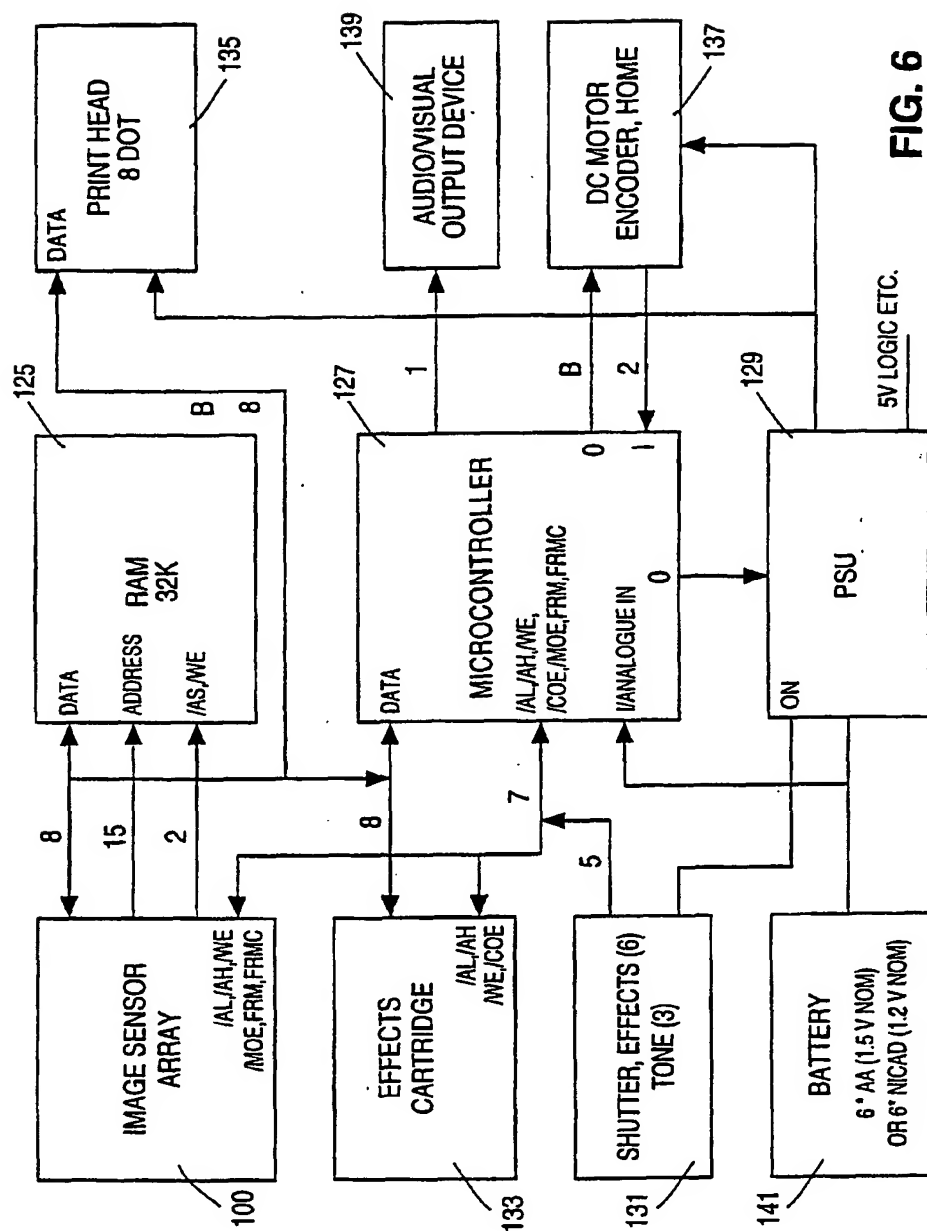 100
IMAGE SENSOR
ARRAY
/AL,/AH,/WE
/MOE,FRM,FRMC
8
15
2
125
DATA
ADDRESS
/AS,/WE
RAM
32K
B
8
135
DATA
PRINT HEAD
8 DOT
133
EFFECTS
CARTRIDGE
/AL,/AH
/WE,/COE
8
7
127
DATA
MICROCONTROLLER
/AL/AH,/WE,
/COE,/MOE,FRM,FRMC
I/ANALOGUE IN
0
0
I
1
139
AUDIO/VISUAL
OUTPUT DEVICE
B
2
137
DC MOTOR
ENCODER, HOME
131
SHUTTER, EFFECTS (6)
TONE (3)
5
141
BATTERY
6 * AA (1.5 V NOM)
OR 6* NICAD (1.2 V NOM)
129
ON
PSU
5V LOGIC ETC.
FIG. 6